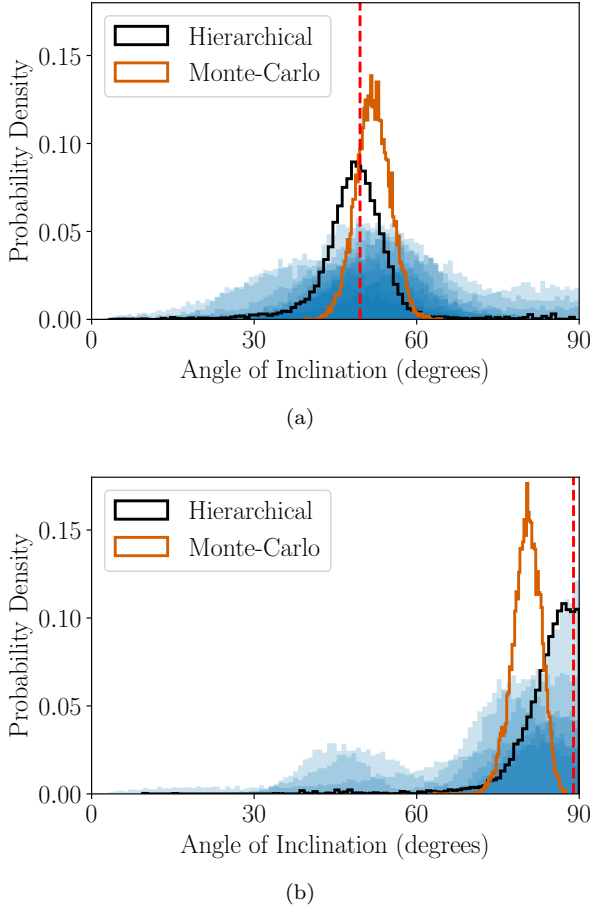 Hierarchical
Monte-Carlo
0.15
0.10
0.05
0.00
Probability Density
0 30 60 90
Angle of Inclination (degrees)
(a)
Hierarchical
Monte-Carlo
0.15
0.10
0.05
0.00
Probability Density
0 30 60 90
Angle of Inclination (degrees)
(b)